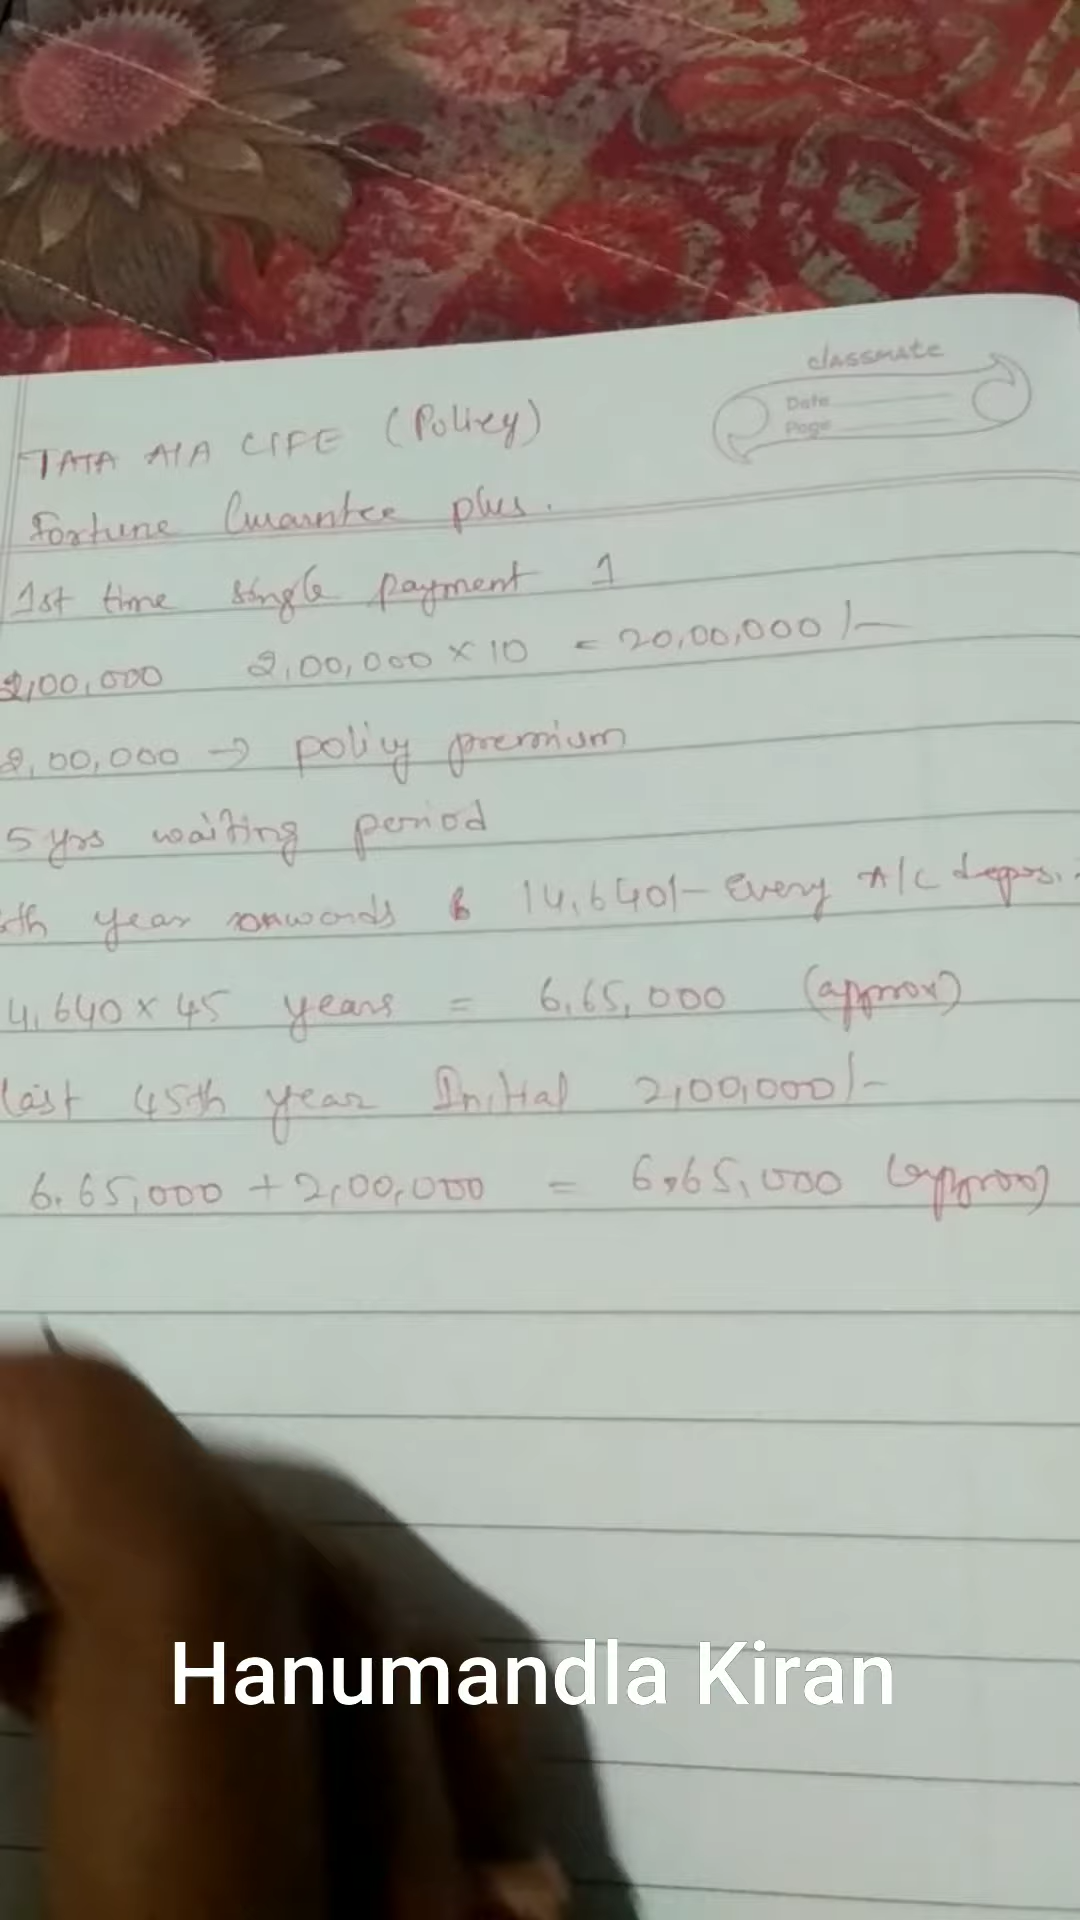 classmate
Date
Page
TATA AIA LIFE (Policy)
Fortune Guarntee plus.
1st time single payment 1
2,00,000 2,00,000 × 10 = 20,00,000/-
2,00,000 → policy premium
5 yrs waiting period
th year onwards 14,640/- Every A/C depos
4,640 × 45 years = 6,65,000 (approx)
last 45th year Initial 2,00,000/-
6.65,000 + 2,00,000 = 6,65,000 (approx)
Hanumandla Kiran